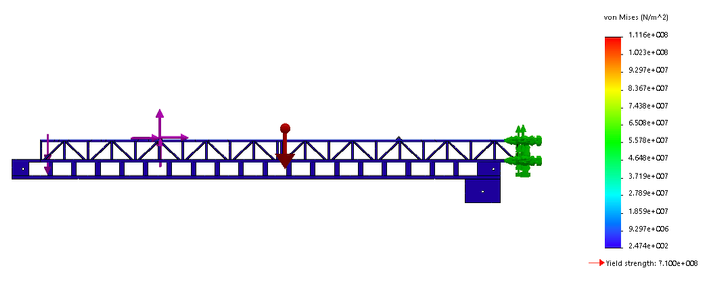 von Mises (N/m^2)
1.116e+008
1.023e+008
9.297e+007
8.367e+007
7.438e+007
6.508e+007
5.578e+007
4.648e+007
3.719e+007
2.789e+007
1.859e+007
9.297e+006
2.474e+002
Yield strength: 7.100e+008